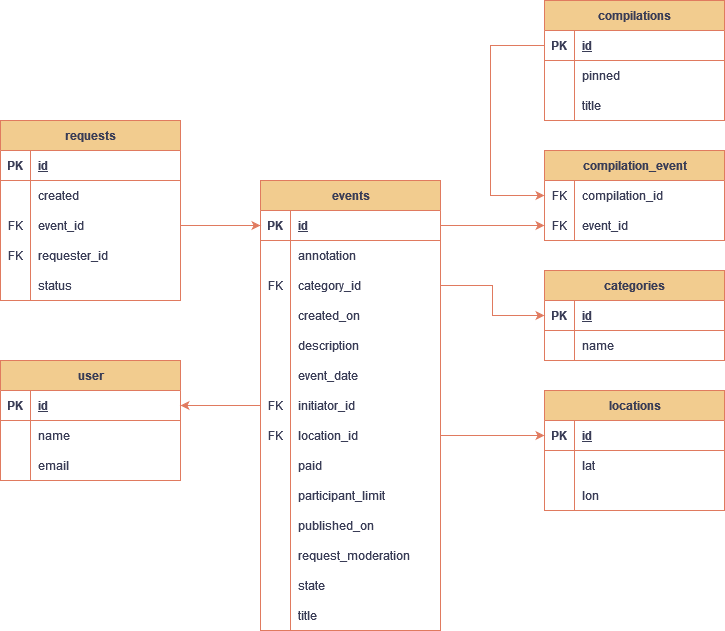 requests
PK id
created
FK event_id
FK requester_id
status
user
PK id
name
email
events
PK id
annotation
FK category_id
created_on
description
event_date
FK initiator_id
FK location_id
paid
participant_limit
published_on
request_moderation
state
title
compilations
PK id
pinned
title
compilation_event
FK compilation_id
FK event_id
categories
PK id
name
locations
PK id
lat
lon